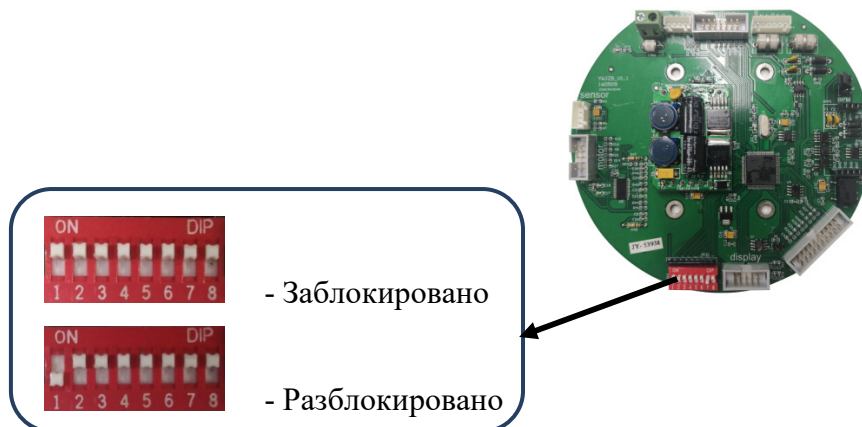 sensor
motor
display
ON DIP
1 2 3 4 5 6 7 8
- Заблокировано
ON DIP
1 2 3 4 5 6 7 8
- Разблокировано